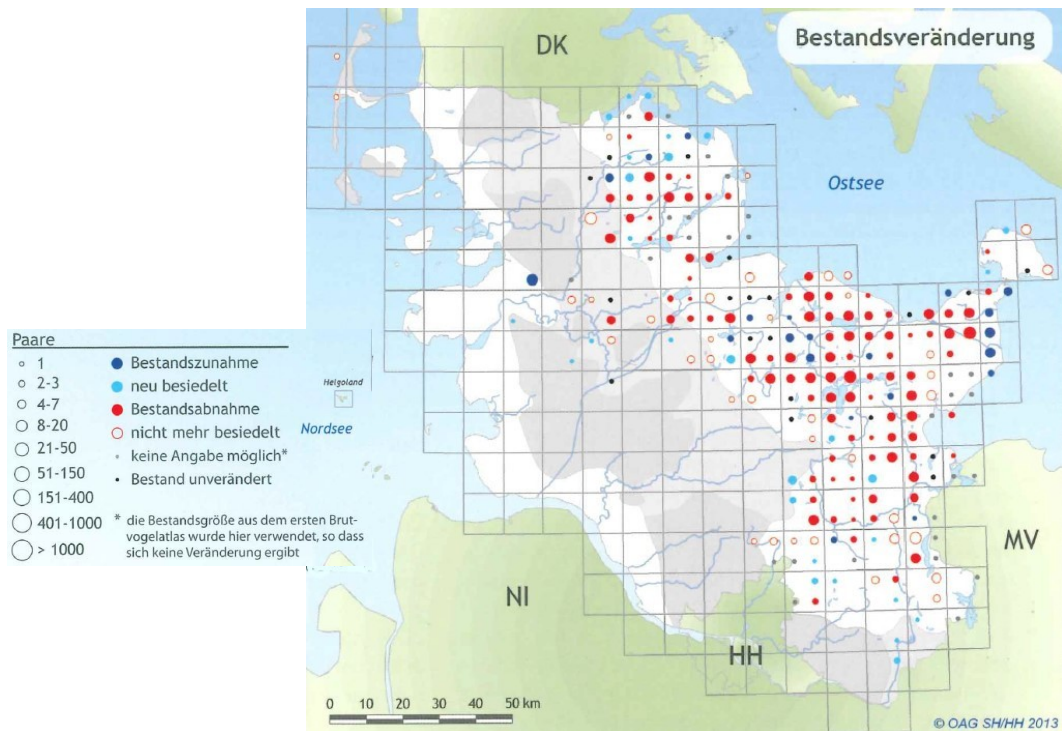 DK
Bestandsveränderung
Ostsee
Paare
1
2-3
4-7
8-20
21-50
51-150
151-400
401-1000
> 1000
Bestandszunahme
neu besiedelt
Bestandsabnahme
nicht mehr besiedelt
keine Angabe möglich*
Bestand unverändert
* die Bestandsgröße aus dem ersten Brut-
vogelatlas wurde hier verwendet, so dass
sich keine Veränderung ergibt
Helgoland
Nordsee
NI
HH
MV
0 10 20 30 40 50 km
© OAG SH/HH 2013